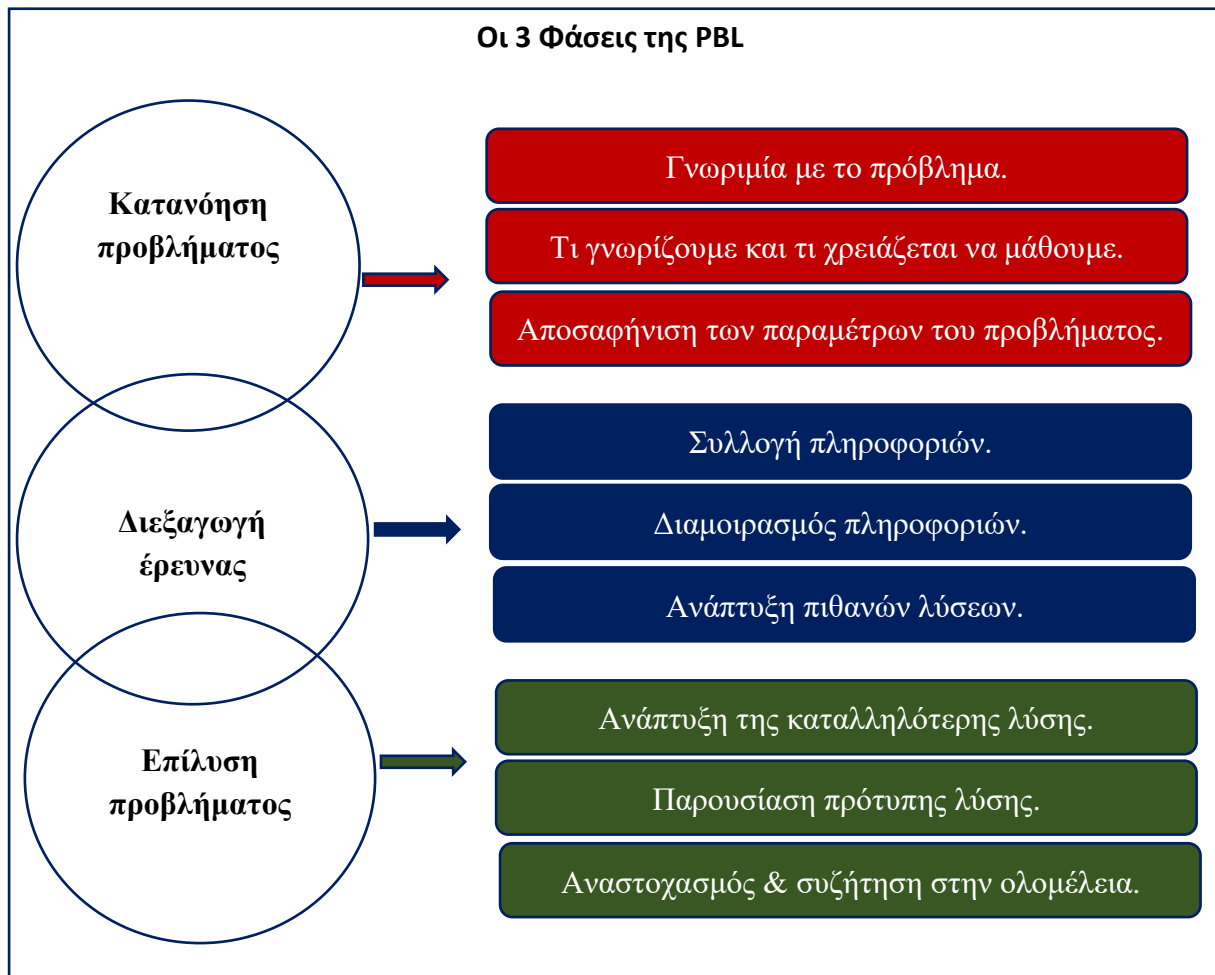 Οι 3 Φάσεις της PBL
Κατανόηση
προβλήματος
Γνωριμία με το πρόβλημα.
Τι γνωρίζουμε και τι χρειάζεται να μάθουμε.
Αποσαφήνιση των παραμέτρων του προβλήματος.
Διεξαγωγή
έρευνας
Συλλογή πληροφοριών.
Διαμοιρασμός πληροφοριών.
Ανάπτυξη πιθανών λύσεων.
Επίλυση
προβλήματος
Ανάπτυξη της καταλληλότερης λύσης.
Παρουσίαση πρότυπης λύσης.
Αναστοχασμός & συζήτηση στην ολομέλεια.